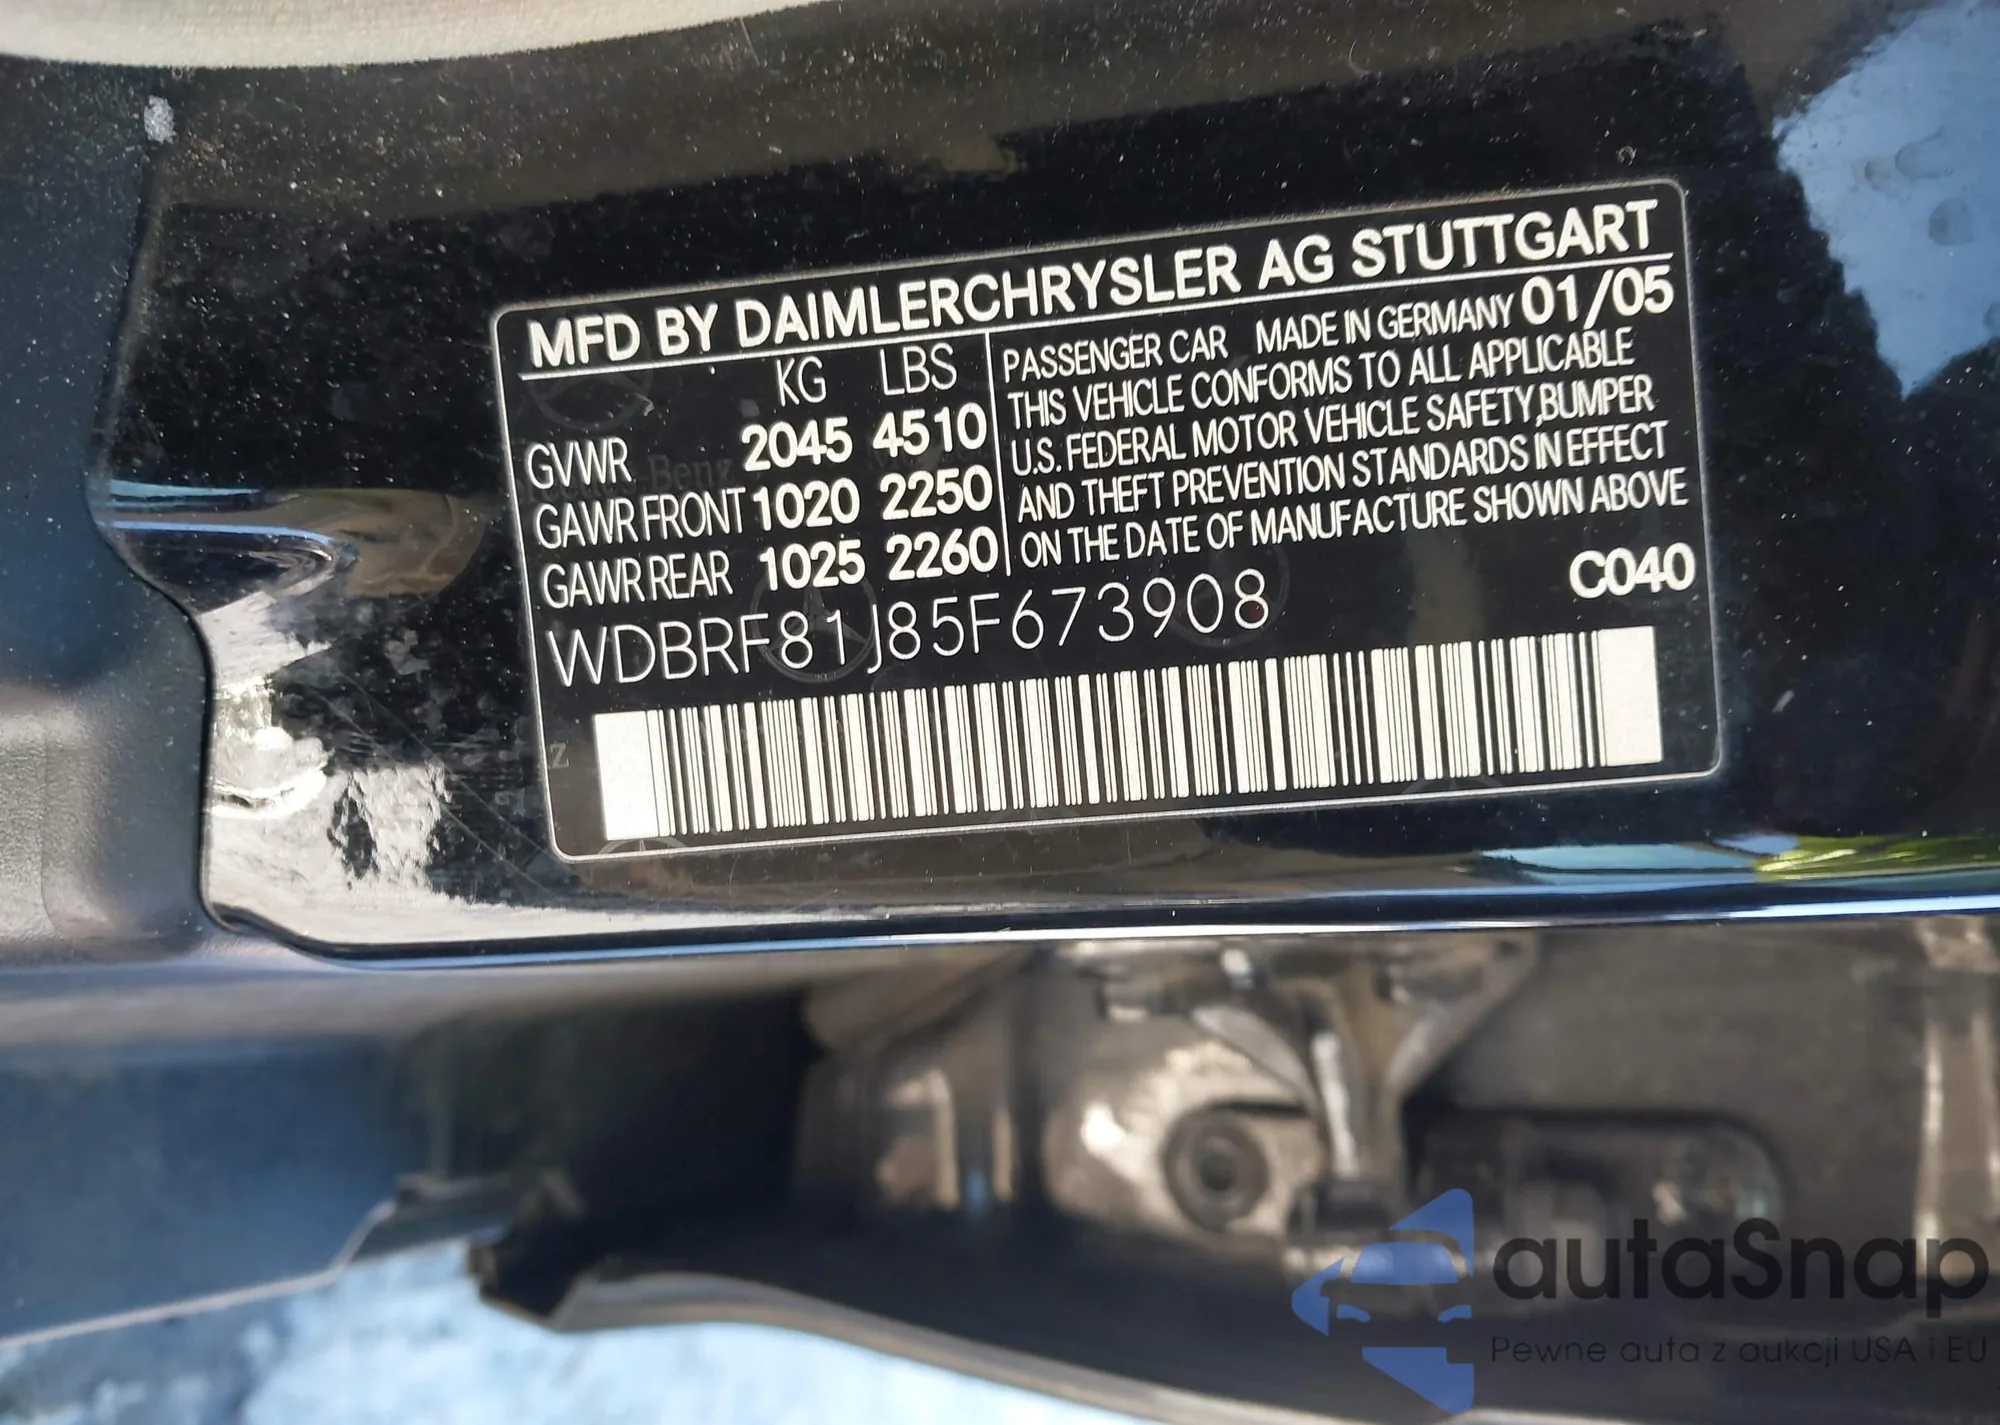 MFD BY DAIMLERCHRYSLER AG STUTTGART
KG LBS
GVWR 2045 4510
GAWR FRONT 1020 2250
GAWR REAR 1025 2260
PASSENGER CAR MADE IN GERMANY 01/05
THIS VEHICLE CONFORMS TO ALL APPLICABLE
U.S. FEDERAL MOTOR VEHICLE SAFETY,BUMPER
AND THEFT PREVENTION STANDARDS IN EFFECT
ON THE DATE OF MANUFACTURE SHOWN ABOVE
C040
WDBRF81J85F673908
autaSnap
Pewne auta z aukcji USA i EU